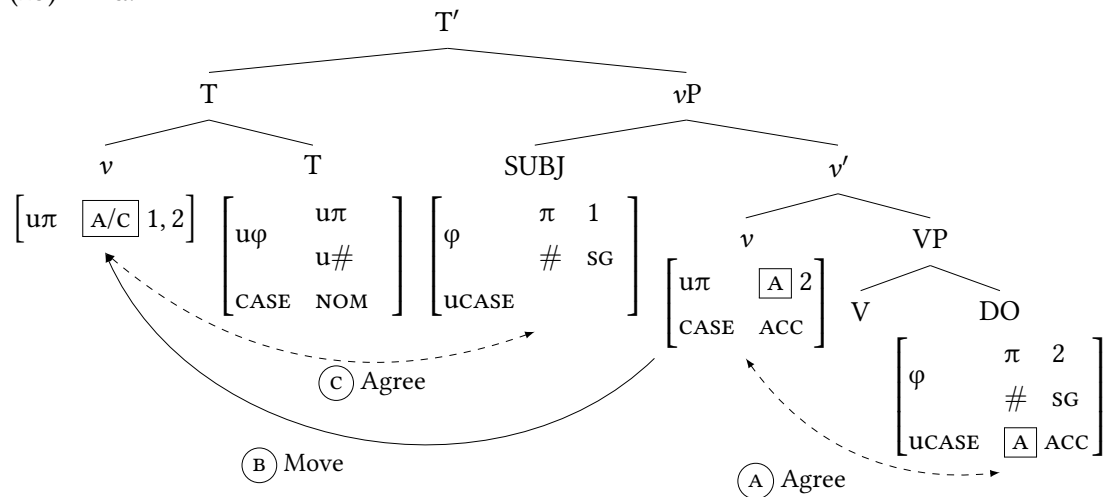 T′
T
vP
v
T
SUBJ
v′
[uπ A/C 1, 2]
uφ uπ
u#
CASE NOM
φ π 1
# SG
uCASE
v
VP
uπ A 2
CASE ACC
V
DO
φ π 2
# SG
uCASE A ACC
C Agree
B Move
A Agree